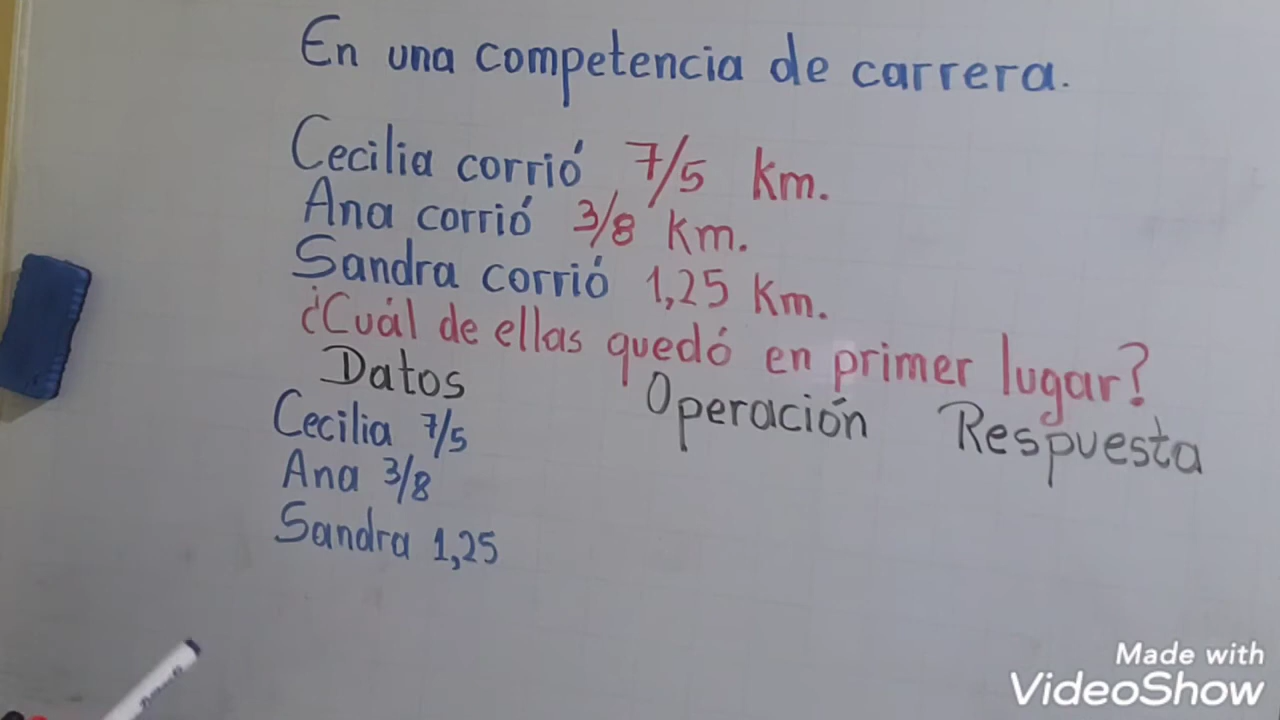 En una competencia de carrera.
Cecilia corrió 7/5 km.
Ana corrió 3/8 km.
Sandra corrió 1,25 Km.
¿Cuál de ellas quedó en primer lugar?
Datos Operación Respuesta
Cecilia 7/5
Ana 3/8
Sandra 1,25
Made with
VideoShow